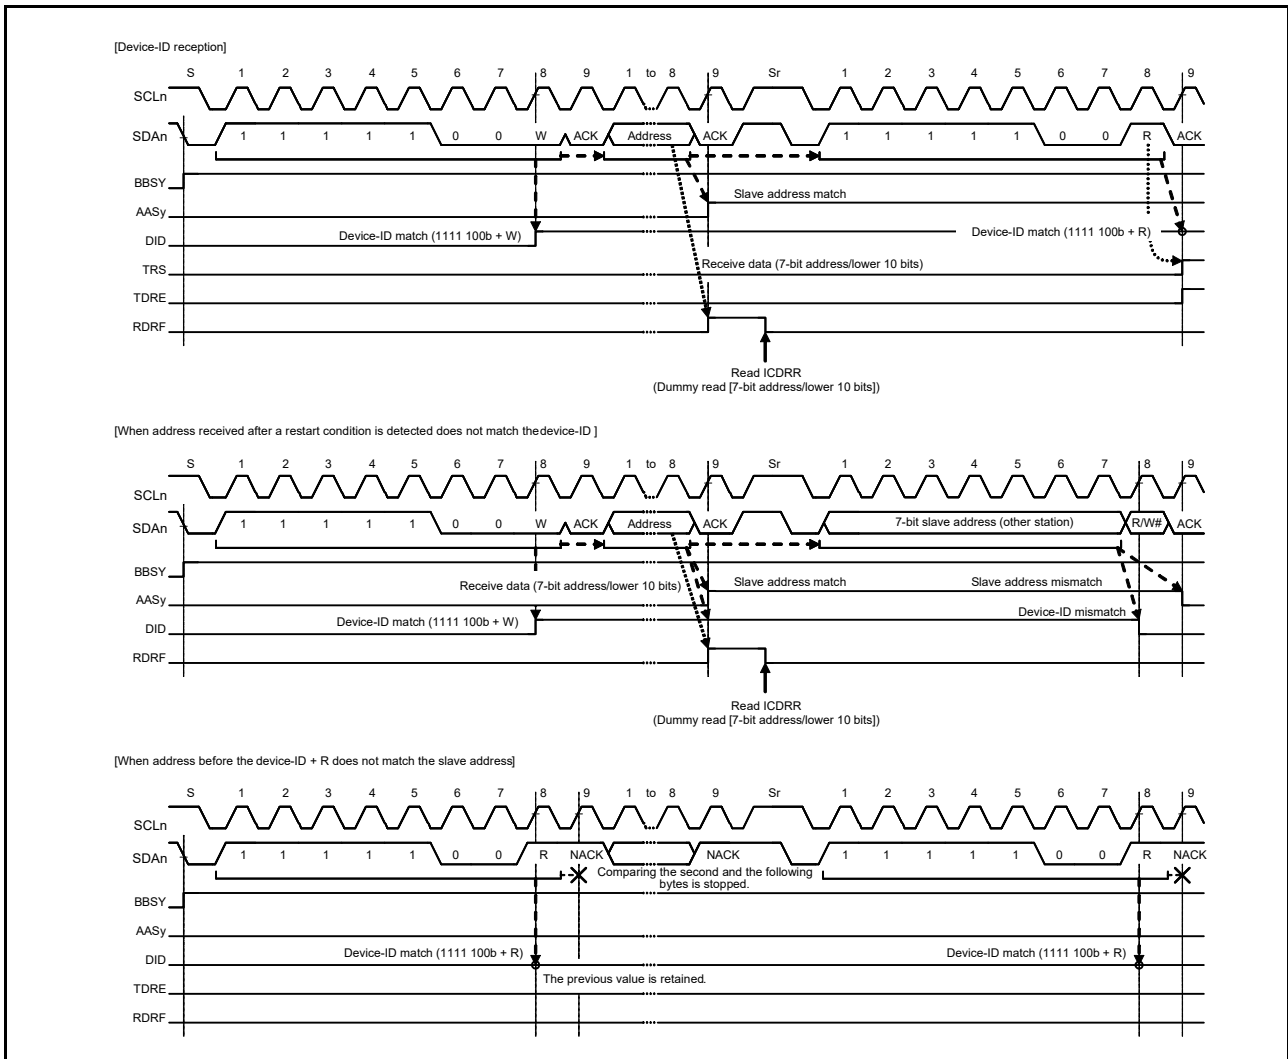 [Device-ID reception]
S 1 2 3 4 5 6 7 8 9 1 to 8 9 Sr 1 2 3 4 5 6 7 8 9
SCLn
SDAn 1 1 1 1 1 0 0 W ACK Address ACK 1 1 1 1 1 0 0 R ACK
BBSY
Slave address match
AASy
Device-ID match (1111 100b + W) Device-ID match (1111 100b + R)
DID
Receive data (7-bit address/lower 10 bits)
TRS
TDRE
RDRF
Read ICDRR
(Dummy read [7-bit address/lower 10 bits])
[When address received after a restart condition is detected does not match thedevice-ID ]
S 1 2 3 4 5 6 7 8 9 1 to 8 9 Sr 1 2 3 4 5 6 7 8 9
SCLn
SDAn 1 1 1 1 1 0 0 W ACK Address ACK 7-bit slave address (other station) R/W# ACK
BBSY
Receive data (7-bit address/lower 10 bits) Slave address match Slave address mismatch
AASy
Device-ID match (1111 100b + W) Device-ID mismatch
DID
RDRF
Read ICDRR
(Dummy read [7-bit address/lower 10 bits])
[When address before the device-ID + R does not match the slave address]
S 1 2 3 4 5 6 7 8 9 1 to 8 9 Sr 1 2 3 4 5 6 7 8 9
SCLn
SDAn 1 1 1 1 1 0 0 R NACK NACK 1 1 1 1 1 0 0 R NACK
Comparing the second and the following
bytes is stopped.
BBSY
AASy
Device-ID match (1111 100b + R) Device-ID match (1111 100b + R)
DID
The previous value is retained.
TDRE
RDRF